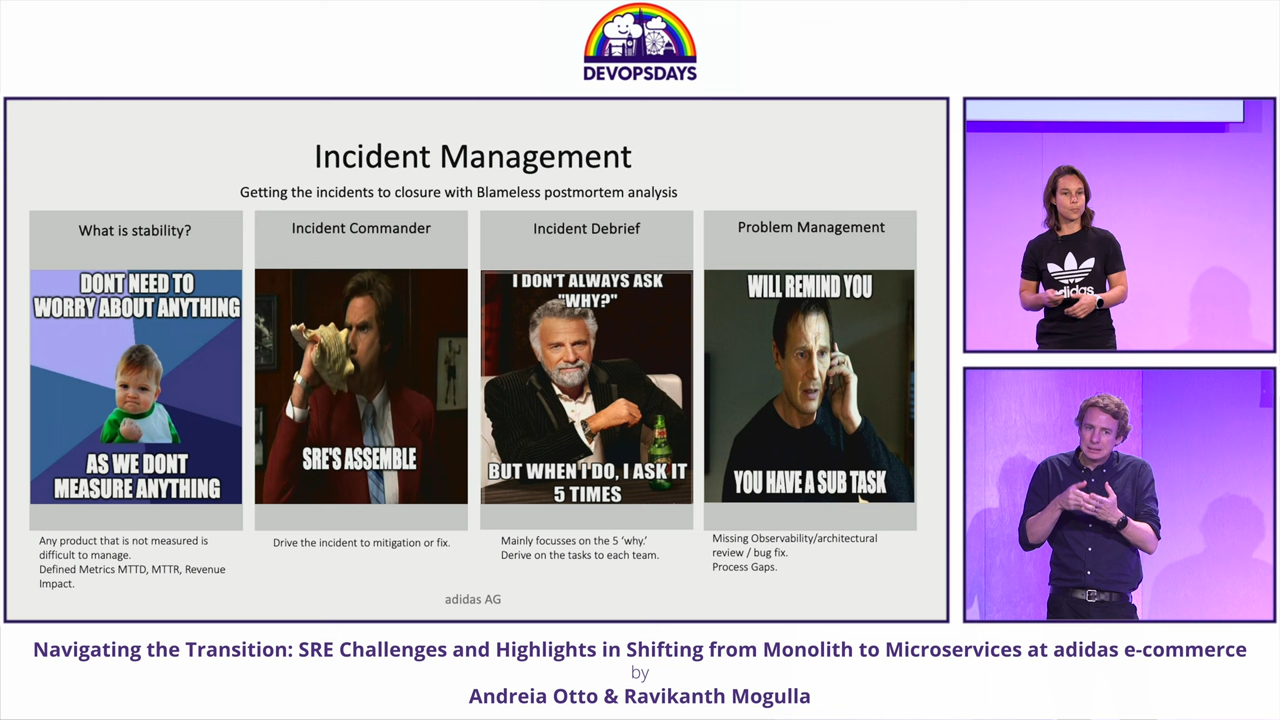 DEVOPSDAYS
Incident Management
Getting the incidents to closure with Blameless postmortem analysis
What is stability?
DONT NEED TO
WORRY ABOUT ANYTHING
AS WE DONT
MEASURE ANYTHING
Any product that is not measured is
difficult to manage.
Defined Metrics MTTD, MTTR, Revenue
Impact.
Incident Commander
SRE'S ASSEMBLE
Drive the incident to mitigation or fix.
Incident Debrief
I DON'T ALWAYS ASK
"WHY?"
BUT WHEN I DO, I ASK IT
5 TIMES
Mainly focusses on the 5 ‘why.’
Derive on the tasks to each team.
Problem Management
WILL REMIND YOU
YOU HAVE A SUB TASK
Missing Observability/architectural
review / bug fix.
Process Gaps.
adidas AG
adidas
Navigating the Transition: SRE Challenges and Highlights in Shifting from Monolith to Microservices at adidas e-commerce
by
Andreia Otto & Ravikanth Mogulla